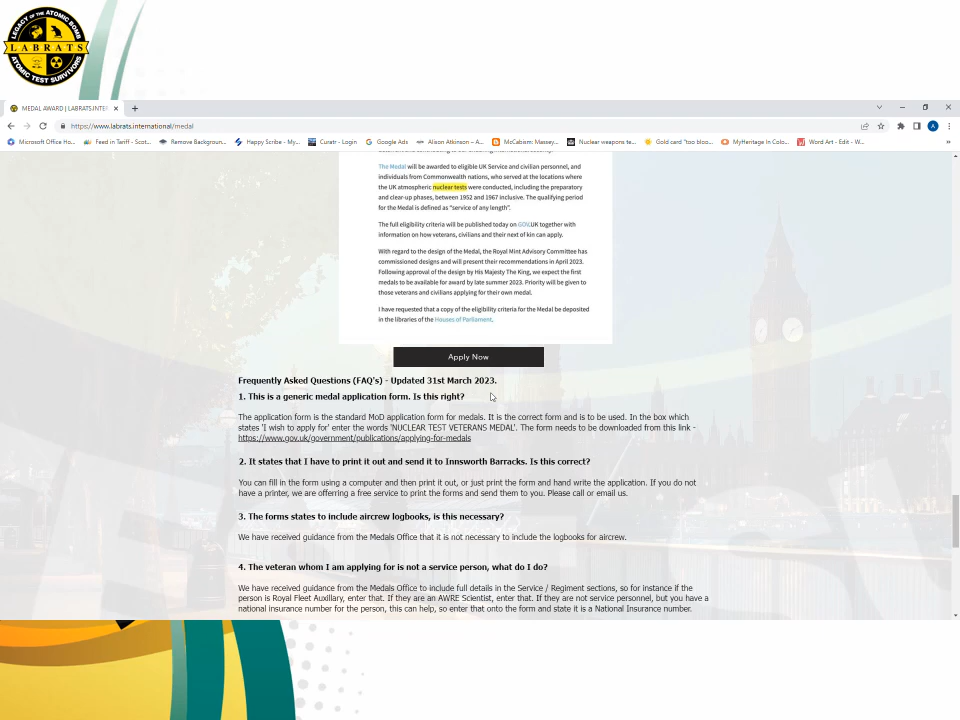 LEGACY OF THE ATOMIC BOMB
LABRATS
ATOMIC TEST SURVIVORS
MEDAL AWARD | LABRATS INTER
https://www.labrats.international/medal
Microsoft Office Ho...
Feed in Tariff - Scot...
Remove Backgroun...
Happy Scribe - My...
Curatr - Login
Google Ads
Alison Atkinson – A...
McCabism: Massey...
Nuclear weapons te...
Gold card "too bloo...
MyHeritage In Colo...
Word Art - Edit - W...
The Medal will be awarded to eligible UK Service and civilian personnel, and
individuals from Commonwealth nations, who served at the locations where
the UK atmospheric nuclear tests were conducted, including the preparatory
and clear-up phases, between 1952 and 1967 inclusive. The qualifying period
for the Medal is defined as "service of any length".
The full eligibility criteria will be published today on GOV.UK together with
information on how veterans, civilians and their next of kin can apply.
With regard to the design of the Medal, the Royal Mint Advisory Committee has
commissioned designs and will present their recommendations in April 2023.
Following approval of the design by His Majesty The King, we expect the first
medals to be available for award by late summer 2023. Priority will be given to
those veterans and civilians applying for their own medal.
I have requested that a copy of the eligibility criteria for the Medal be deposited
in the libraries of the Houses of Parliament.
Apply Now
Frequently Asked Questions (FAQ's) - Updated 31st March 2023.
1. This is a generic medal application form. Is this right?
The application form is the standard MoD application form for medals. It is the correct form and is to be used. In the box which
states 'I wish to apply for' enter the words 'NUCLEAR TEST VETERANS MEDAL'. The form needs to be downloaded from this link -
https://www.gov.uk/government/publications/applying-for-medals
2. It states that I have to print it out and send it to Innsworth Barracks. Is this correct?
You can fill in the form using a computer and then print it out, or just print the form and hand write the application. If you do not
have a printer, we are offerring a free service to print the forms and send them to you. Please call or email us.
3. The forms states to include aircrew logbooks, is this necessary?
We have received guidance from the Medals Office that it is not necessary to include the logbooks for aircrew.
4. The veteran whom I am applying for is not a service person, what do I do?
We have received guidance from the Medals Office to include full details in the Service / Regiment sections, so for instance if the
person is Royal Fleet Auxiliary, enter that. If they are an AWRE Scientist, enter that. If they are not service personnel, but you have a
national insurance number for the person, this can help, so enter that onto the form and state it is a National Insurance number.